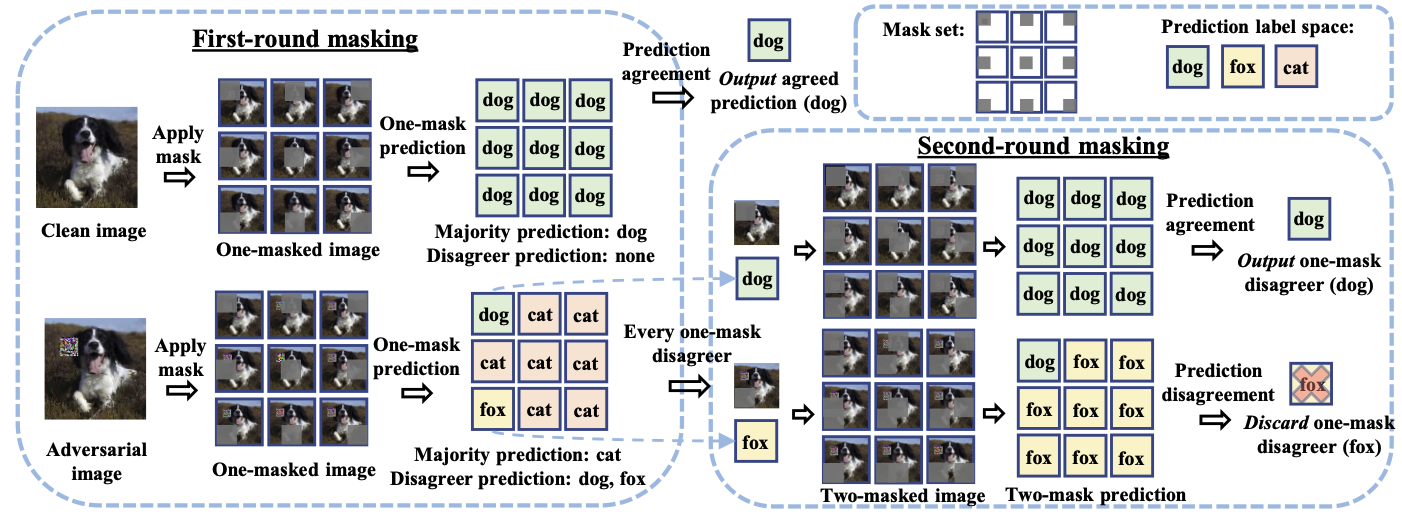 First-round masking
Clean image
Apply
mask
One-masked image
One-mask
prediction
dog dog dog
dog dog dog
dog dog dog
Majority prediction: dog
Disagreer prediction: none
Prediction
agreement
dog
Output agreed
prediction (dog)
Mask set:
Prediction label space:
dog fox cat
Adversarial
image
Apply
mask
One-masked image
One-mask
prediction
dog cat cat
cat cat cat
fox cat cat
Majority prediction: cat
Disagreer prediction: dog, fox
Every one-mask
disagreer
Second-round masking
dog
dog dog dog
dog dog dog
dog dog dog
Prediction
agreement
dog
Output one-mask
disagreer (dog)
fox
Two-masked image
dog fox fox
fox fox fox
fox fox fox
Two-mask prediction
Prediction
disagreement
fox
Discard one-mask
disagreer (fox)